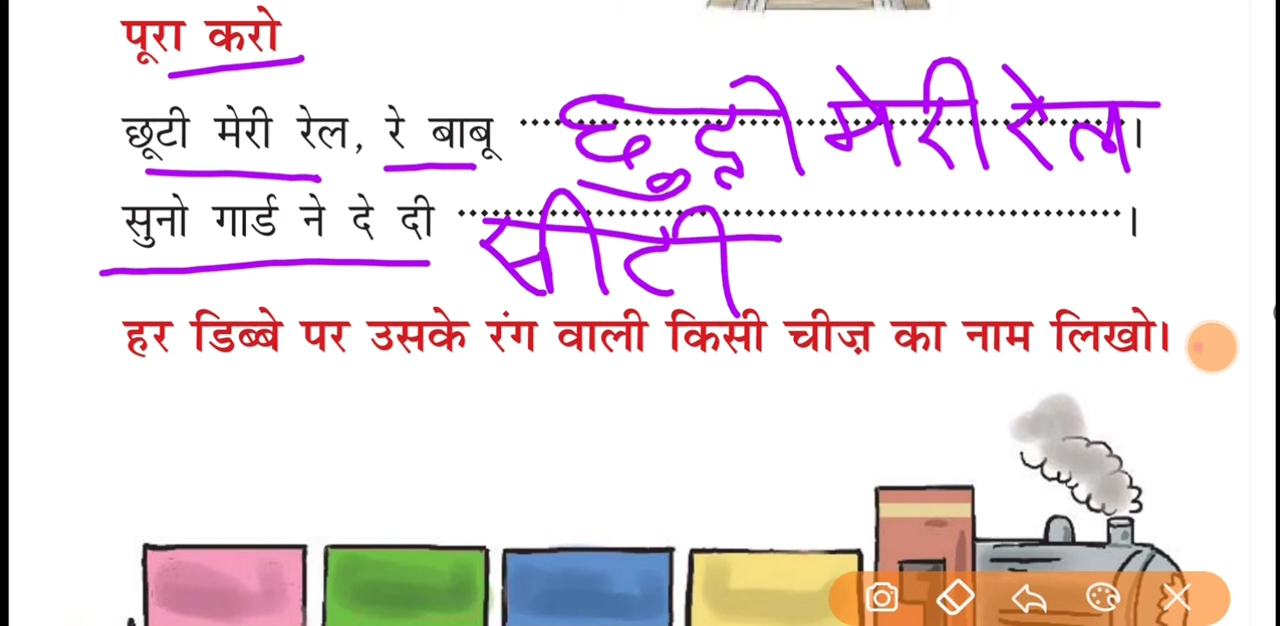 पूरा करो
छूटी मेरी रेल, रे बाबू .................. छुटी मेरी रेल ।
सुनो गार्ड ने दे दी .................. सीटी ।
हर डिब्बे पर उसके रंग वाली किसी चीज़ का नाम लिखो।